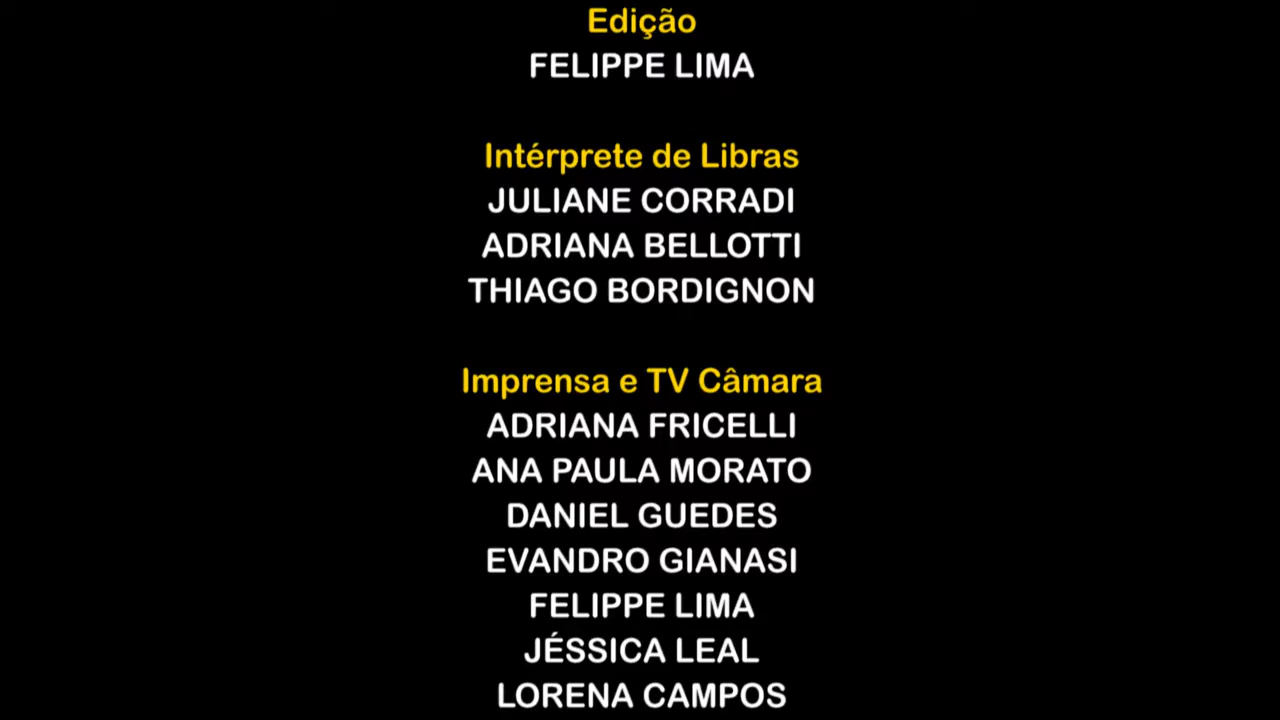 Edição
FELIPPE LIMA
Intérprete de Libras
JULIANE CORRADI
ADRIANA BELLOTTI
THIAGO BORDIGNON
Imprensa e TV Câmara
ADRIANA FRICELLI
ANA PAULA MORATO
DANIEL GUEDES
EVANDRO GIANASI
FELIPPE LIMA
JÉSSICA LEAL
LORENA CAMPOS